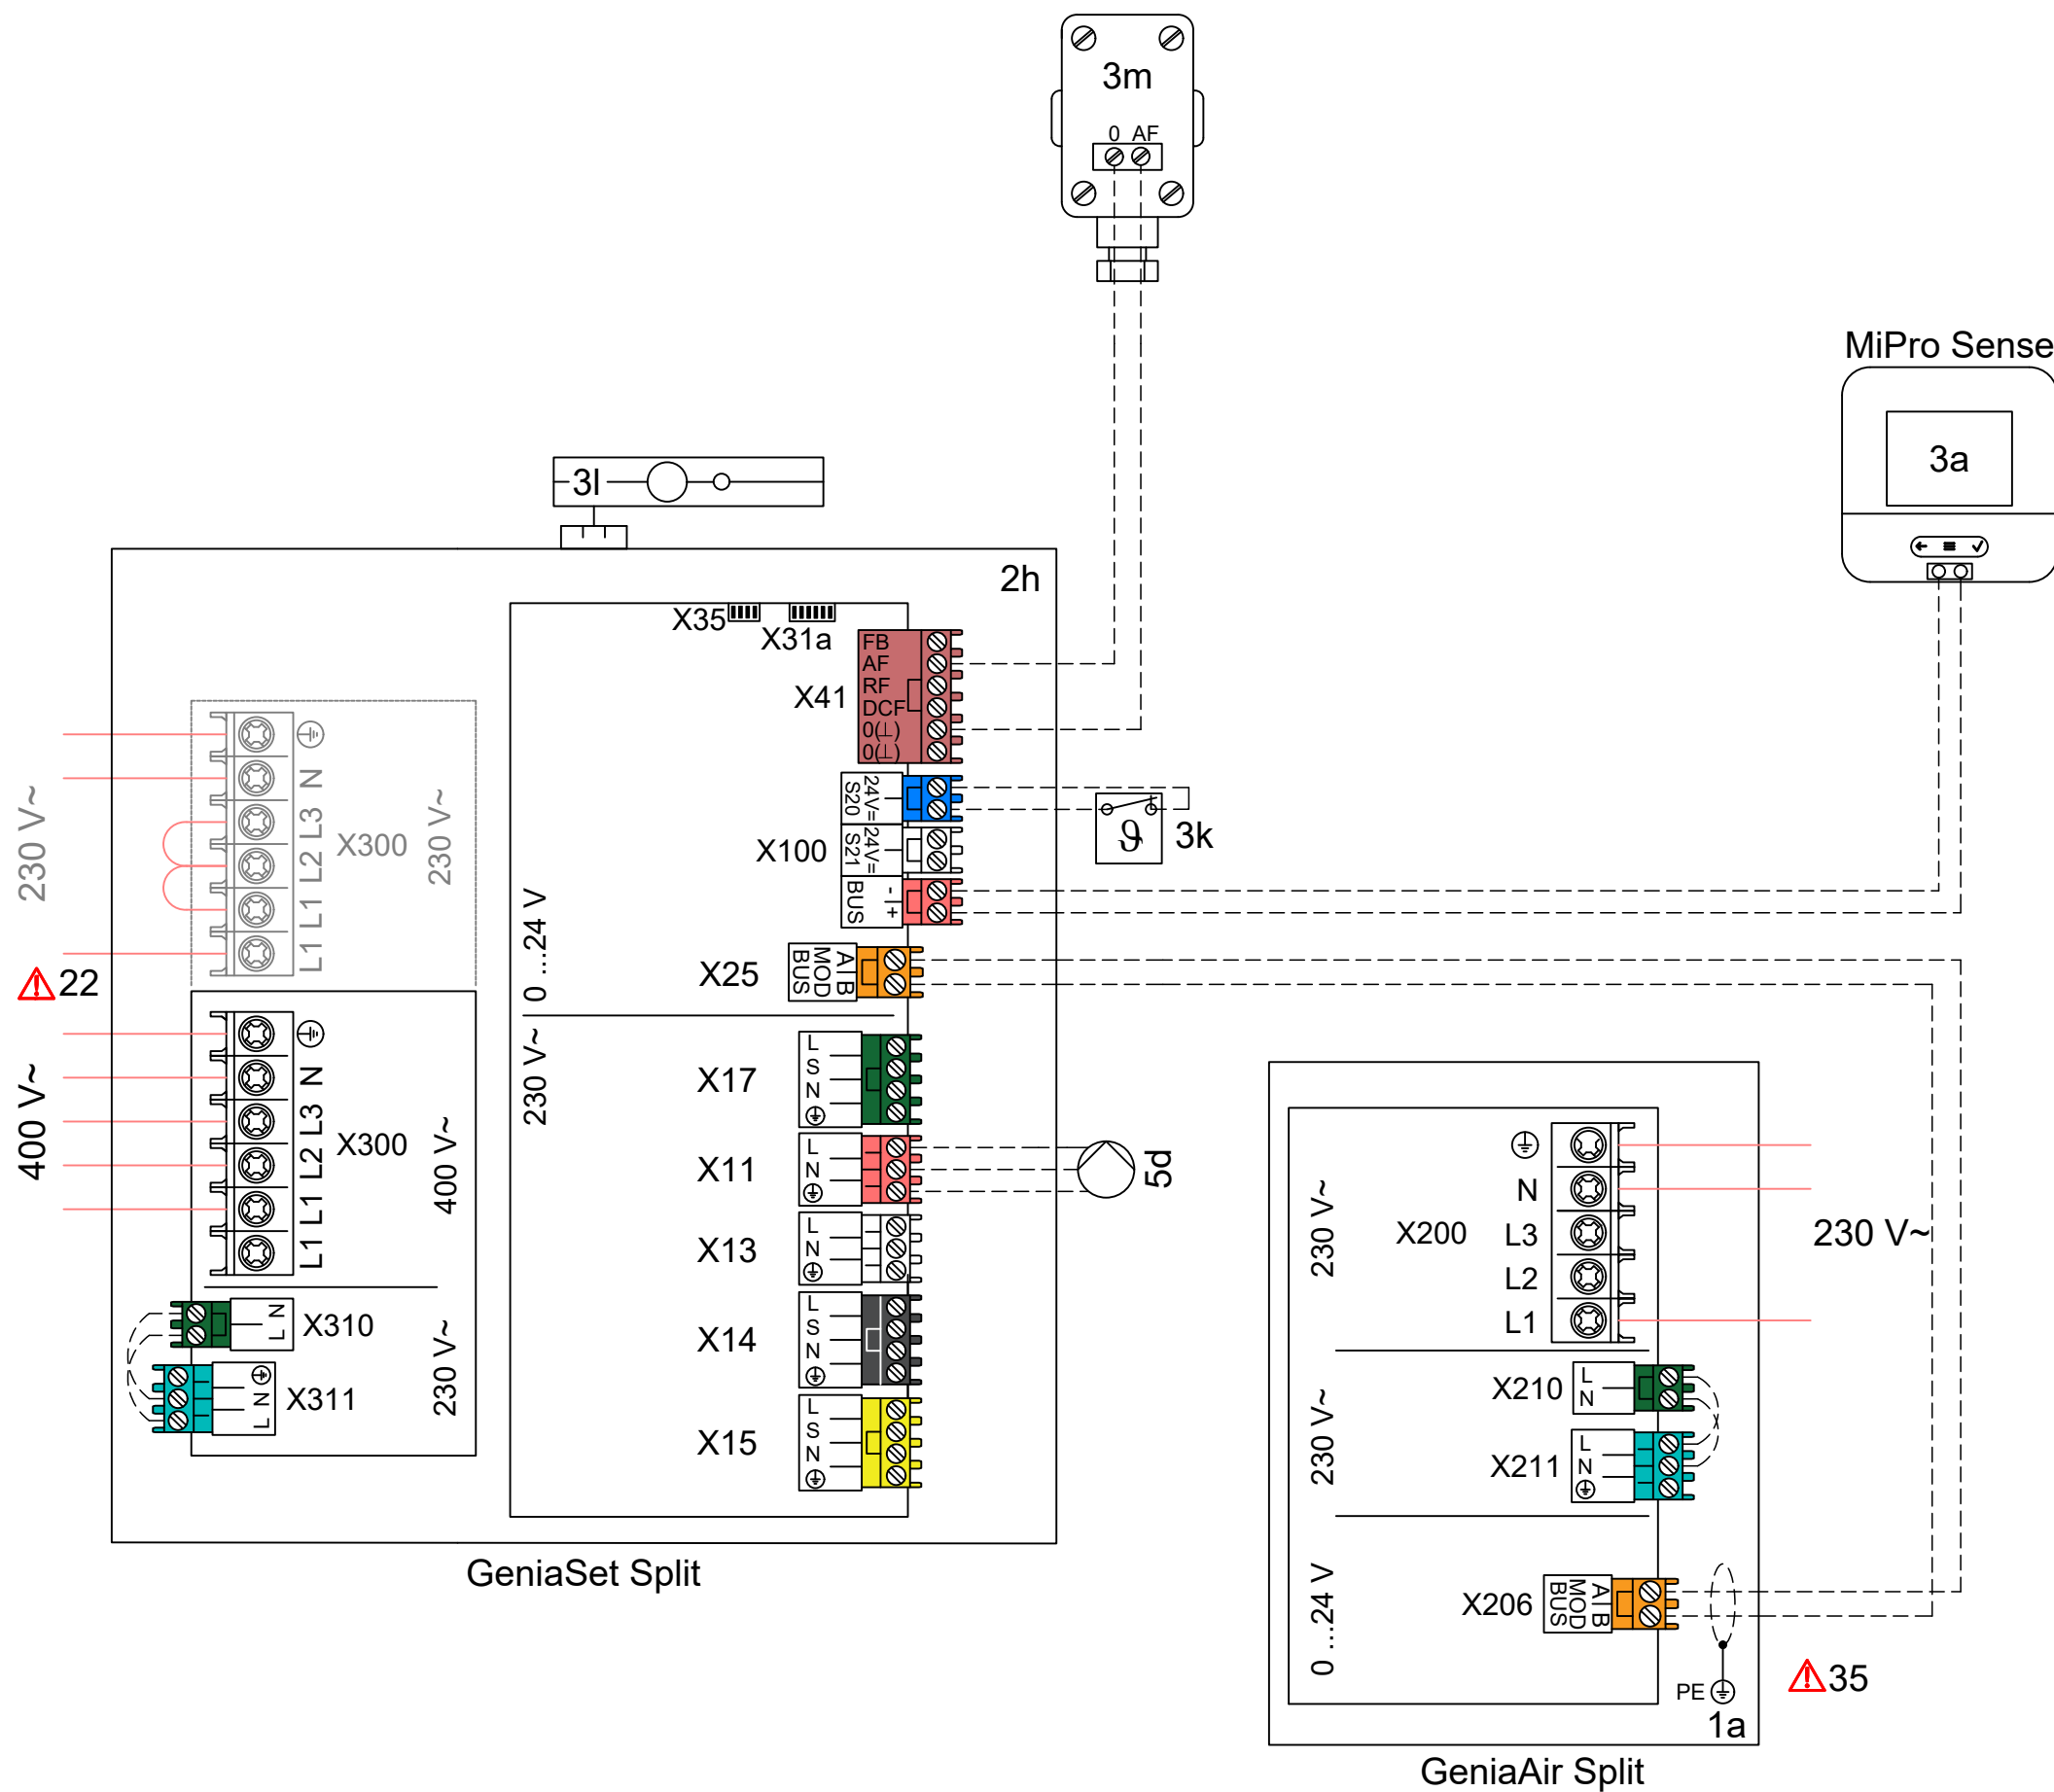 3m
0 AF
MiPro Sense
3a
3l
2h
X35
X31a
FB
AF
RF
DCF
0(⊥)
0(⊥)
X41
24V=
S20
24V=
S21
X100
BUS
- +
3k
0 ...24 V
X25
A B
MOD
BUS
230 V~
X17
L
S
N
X11
L
N
5d
X13
L
N
X14
L
S
N
X15
L
S
N
230 V~
N
L3
L2
L1
L1
X300
230 V~
22
400 V~
N
L3
L2
L1
L1
X300
400 V~
L N
X310
L N
X311
230 V~
GeniaSet Split
230 V~
X200
N
L3
L2
L1
230 V~
230 V~
X210
L
N
X211
L
N
0 ...24 V
X206
A B
MOD
BUS
PE
35
1a
GeniaAir Split